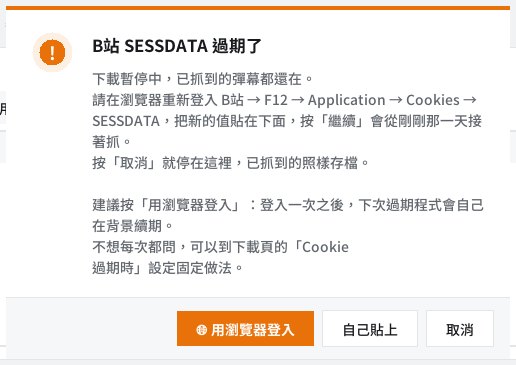 B站 SESSDATA 過期了
下載暫停中，已抓到的彈幕都還在。
請在瀏覽器重新登入 B站 → F12 → Application → Cookies →
SESSDATA，把新的值貼在下面，按「繼續」會從剛剛那一天接
著抓。
按「取消」就停在這裡，已抓到的照樣存檔。
建議按「用瀏覽器登入」：登入一次之後，下次過期程式會自己
在背景續期。
不想每次都問，可以到下載頁的「Cookie
過期時」設定固定做法。
用瀏覽器登入 自己貼上 取消